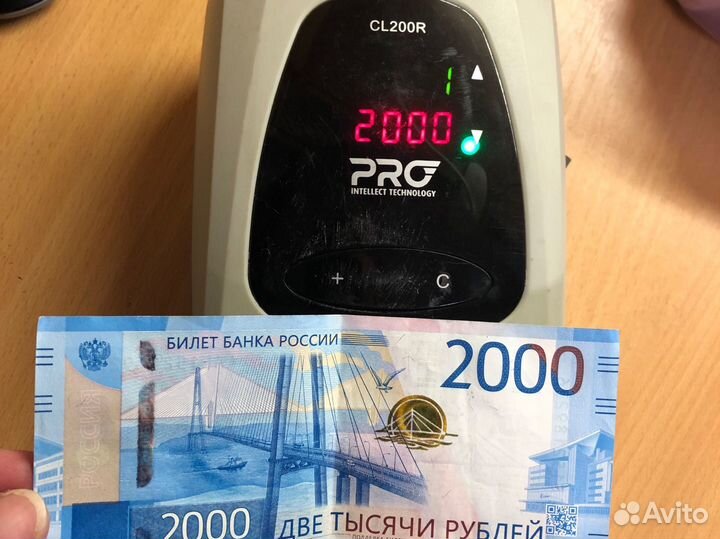 CL200R
1
2000
PRO
INTELLECT TECHNOLOGY
+ C
БИЛЕТ БАНКА РОССИИ
2000
РОССИЯ
2000 ДВЕ ТЫСЯЧИ РУБЛЕЙ
Avito